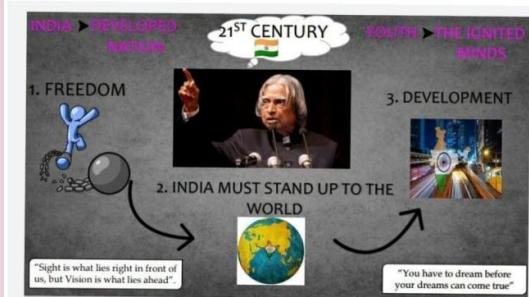 INDIA ➤ DEVELOPED
NATION
21ST CENTURY
YOUTH ➤ THE IGNITED
MINDS
1. FREEDOM
3. DEVELOPMENT
2. INDIA MUST STAND UP TO THE
WORLD
"Sight is what lies right in front of
us, but Vision is what lies ahead".
"You have to dream before
your dreams can come true"